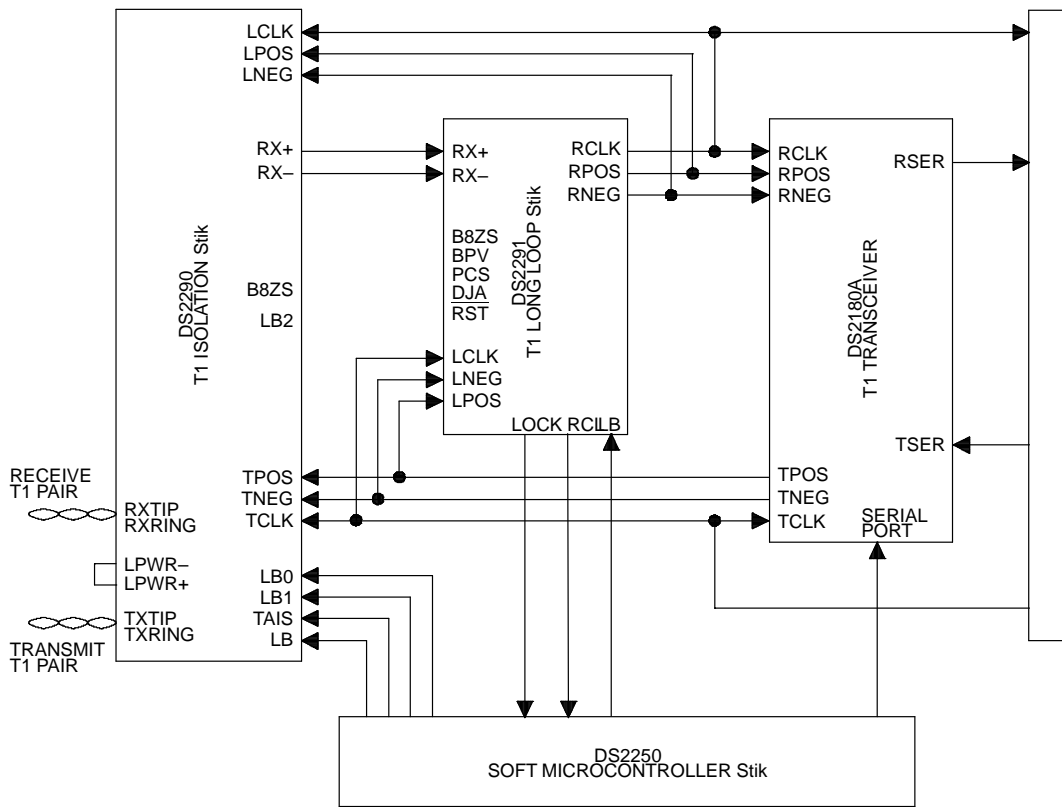 LCLK
LPOS
LNEG
RX+
RX–
B8ZS
LB2
DS2290
T1 ISOLATION Stik
TPOS
TNEG
TCLK
LB0
LB1
TAIS
LB
RECEIVE
T1 PAIR
RXTIP
RXRING
LPWR–
LPWR+
TXTIP
TXRING
TRANSMIT
T1 PAIR
RX+
RX–
B8ZS
BPV
PCS
DJA
RST
LCLK
LNEG
LPOS
DS2291
T1 LONG LOOP Stik
RCLK
RPOS
RNEG
LOCK RCL LB
RCLK
RPOS
RNEG
RSER
DS2180A
T1 TRANSCEIVER
TSER
TPOS
TNEG
TCLK
SERIAL
PORT
DS2250
SOFT MICROCONTROLLER Stik